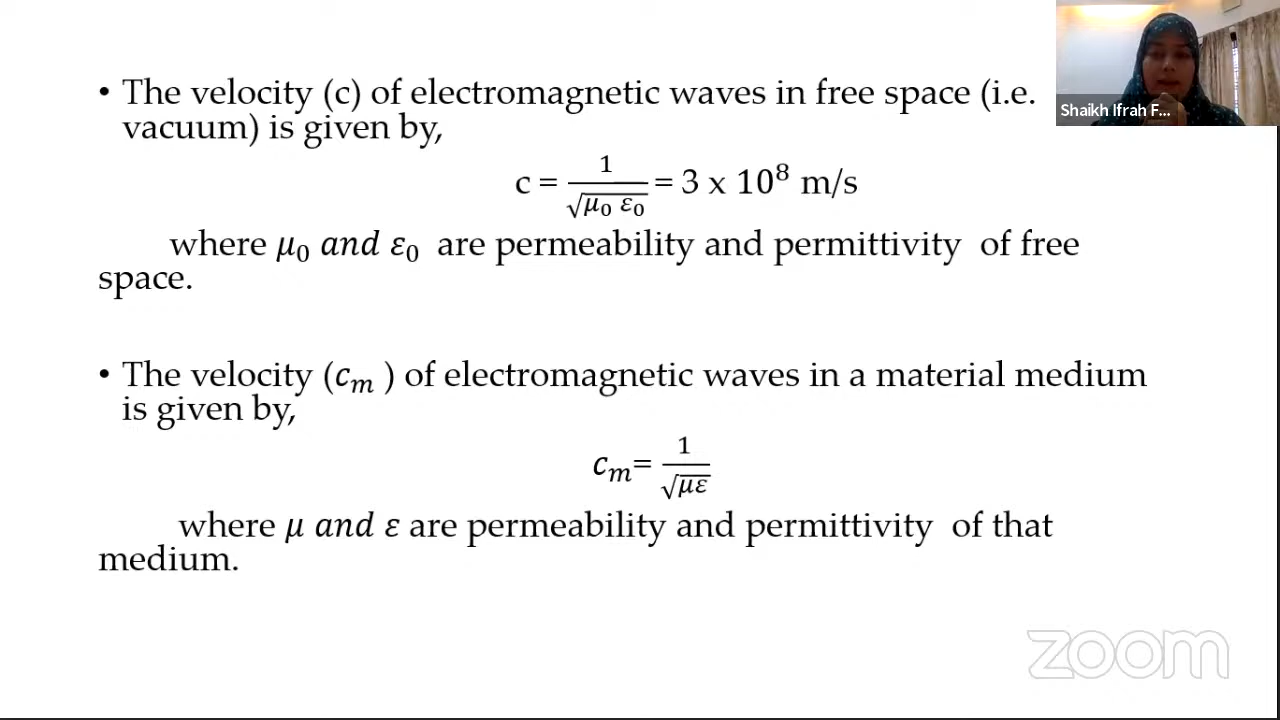 • The velocity (c) of electromagnetic waves in free space (i.e.
vacuum) is given by,
c = 1/√(μ₀ ε₀) = 3 x 10⁸ m/s
where μ₀ and ε₀ are permeability and permittivity of free
space.
• The velocity (cₘ ) of electromagnetic waves in a material medium
is given by,
cₘ= 1/√(με)
where μ and ε are permeability and permittivity of that
medium.
Shaikh Ifrah F...
zoom